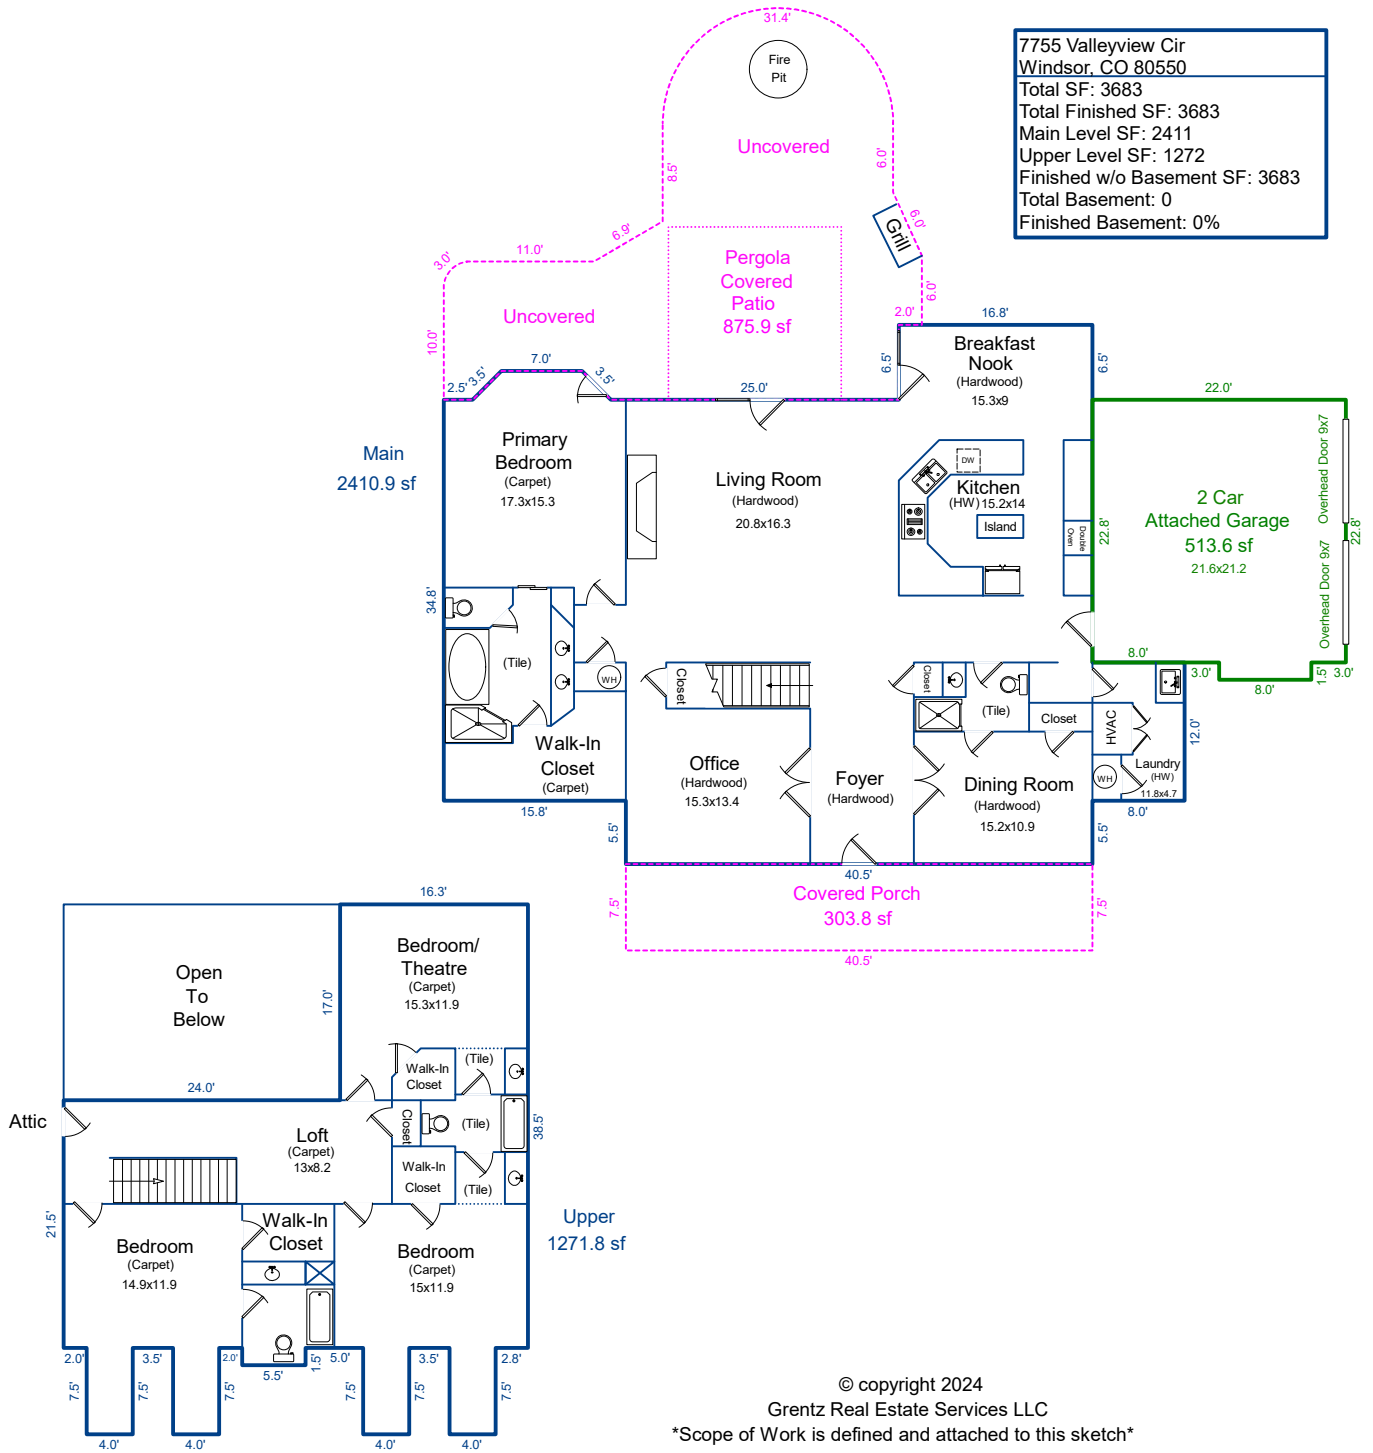 31.4'
Fire
Pit
7755 Valleyview Cir
Windsor, CO 80550
Total SF: 3683
Total Finished SF: 3683
Main Level SF: 2411
Upper Level SF: 1272
Finished w/o Basement SF: 3683
Total Basement: 0
Finished Basement: 0%
Uncovered
8.5'
6.0'
6.0'
Grill
6.9'
11.0'
3.0'
Pergola
Covered
Patio
875.9 sf
6.0'
2.0'
Uncovered
10.0'
16.8'
Breakfast
Nook
(Hardwood)
15.3x9
6.5'
6.5'
7.0'
2.5'
3.5'
3.5'
25.0'
22.0'
Main
2410.9 sf
Primary
Bedroom
(Carpet)
17.3x15.3
Living Room
(Hardwood)
20.8x16.3
DW
Kitchen
(HW) 15.2x14
Island
Double
Oven
22.8'
2 Car
Attached Garage
513.6 sf
21.6x21.2
Overhead Door 9x7
Overhead Door 9x7
22.8'
34.8'
(Tile)
WH
Closet
Closet
(Tile)
Closet
8.0'
3.0'
8.0'
1.5'
3.0'
HVAC
12.0'
Walk-In
Closet
(Carpet)
Office
(Hardwood)
15.3x13.4
Foyer
(Hardwood)
Dining Room
(Hardwood)
15.2x10.9
WH
Laundry
(HW)
11.8x4.7
15.8'
5.5'
8.0'
5.5'
40.5'
Covered Porch
303.8 sf
7.5'
7.5'
40.5'
16.3'
Open
To
Below
17.0'
Bedroom/
Theatre
(Carpet)
15.3x11.9
24.0'
Walk-In
Closet
(Tile)
Attic
Loft
(Carpet)
13x8.2
Closet
(Tile)
38.5'
Walk-In
Closet
(Tile)
21.5'
Bedroom
(Carpet)
14.9x11.9
Walk-In
Closet
Bedroom
(Carpet)
15x11.9
Upper
1271.8 sf
2.0'
3.5'
2.0'
5.5'
1.5'
5.0'
3.5'
2.8'
7.5'
7.5'
7.5'
7.5'
7.5'
7.5'
4.0'
4.0'
4.0'
4.0'
© copyright 2024
Grentz Real Estate Services LLC
*Scope of Work is defined and attached to this sketch*